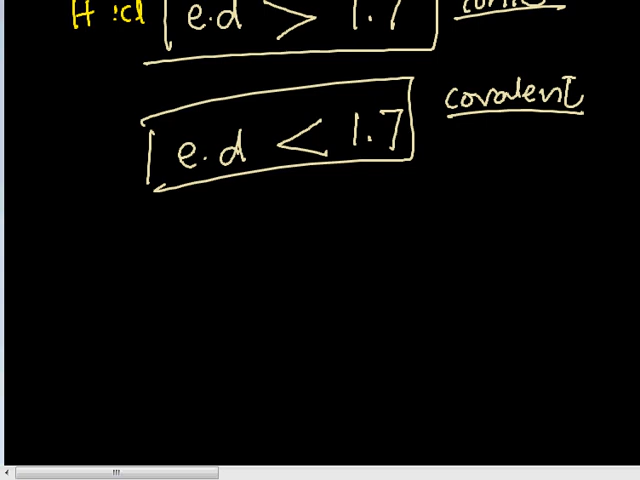 H :cl e.d > 1.7
e.d < 1.7 covalent